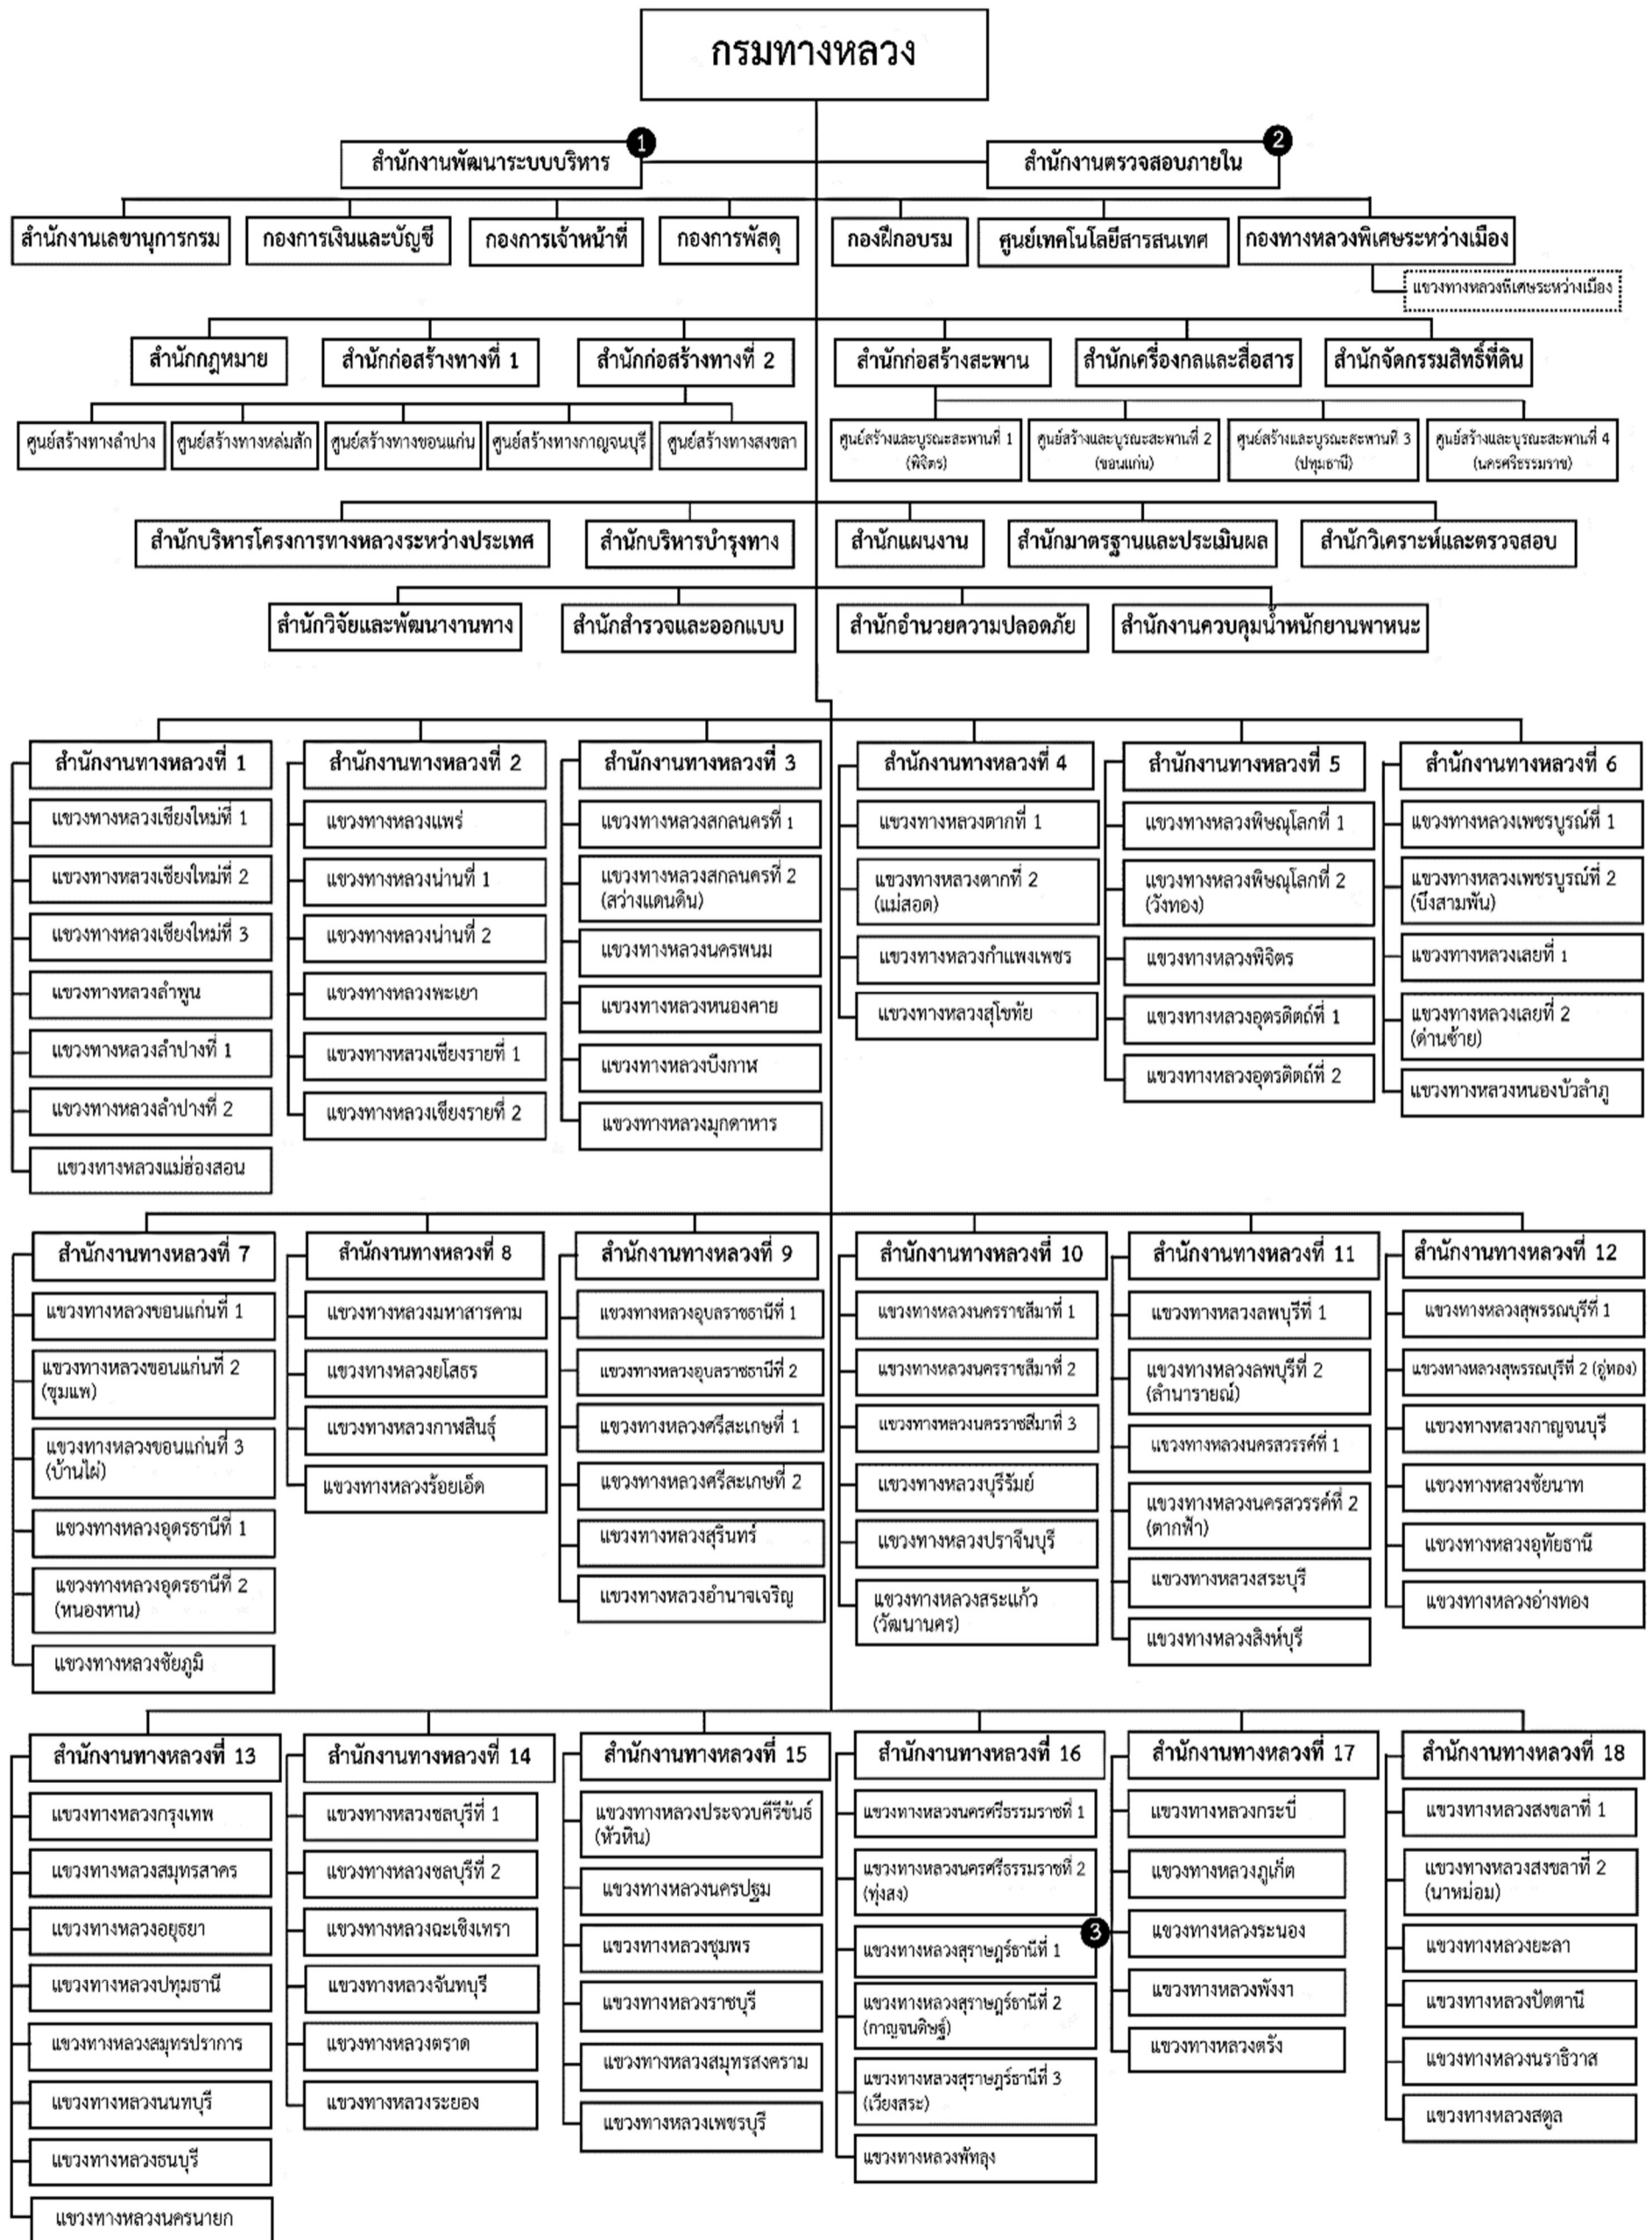 กรมทางหลวง
1
สำนักงานพัฒนาระบบบริหาร
2
สำนักงานตรวจสอบภายใน
สำนักงานเลขานุการกรม
กองการเงินและบัญชี
กองการเจ้าหน้าที่
กองการพัสดุ
กองฝึกอบรม
ศูนย์เทคโนโลยีสารสนเทศ
กองทางหลวงพิเศษระหว่างเมือง
แขวงทางหลวงพิเศษระหว่างเมือง
สำนักกฎหมาย
สำนักก่อสร้างทางที่ 1
สำนักก่อสร้างทางที่ 2
สำนักก่อสร้างสะพาน
สำนักเครื่องกลและสื่อสาร
สำนักจัดกรรมสิทธิ์ที่ดิน
ศูนย์สร้างทางลำปาง
ศูนย์สร้างทางหล่มสัก
ศูนย์สร้างทางขอนแก่น
ศูนย์สร้างทางกาญจนบุรี
ศูนย์สร้างทางสงขลา
ศูนย์สร้างและบูรณะสะพานที่ 1
(พิจิตร)
ศูนย์สร้างและบูรณะสะพานที่ 2
(ขอนแก่น)
ศูนย์สร้างและบูรณะสะพานที่ 3
(ปทุมธานี)
ศูนย์สร้างและบูรณะสะพานที่ 4
(นครศรีธรรมราช)
สำนักบริหารโครงการทางหลวงระหว่างประเทศ
สำนักบริหารบำรุงทาง
สำนักแผนงาน
สำนักมาตรฐานและประเมินผล
สำนักวิเคราะห์และตรวจสอบ
สำนักวิจัยและพัฒนางานทาง
สำนักสำรวจและออกแบบ
สำนักอำนวยความปลอดภัย
สำนักงานควบคุมน้ำหนักยานพาหนะ
สำนักงานทางหลวงที่ 1
แขวงทางหลวงเชียงใหม่ที่ 1
แขวงทางหลวงเชียงใหม่ที่ 2
แขวงทางหลวงเชียงใหม่ที่ 3
แขวงทางหลวงลำพูน
แขวงทางหลวงลำปางที่ 1
แขวงทางหลวงลำปางที่ 2
แขวงทางหลวงแม่ฮ่องสอน
สำนักงานทางหลวงที่ 2
แขวงทางหลวงแพร่
แขวงทางหลวงน่านที่ 1
แขวงทางหลวงน่านที่ 2
แขวงทางหลวงพะเยา
แขวงทางหลวงเชียงรายที่ 1
แขวงทางหลวงเชียงรายที่ 2
สำนักงานทางหลวงที่ 3
แขวงทางหลวงสกลนครที่ 1
แขวงทางหลวงสกลนครที่ 2
(สว่างแดนดิน)
แขวงทางหลวงนครพนม
แขวงทางหลวงหนองคาย
แขวงทางหลวงบึงกาฬ
แขวงทางหลวงมุกดาหาร
สำนักงานทางหลวงที่ 4
แขวงทางหลวงตากที่ 1
แขวงทางหลวงตากที่ 2
(แม่สอด)
แขวงทางหลวงกำแพงเพชร
แขวงทางหลวงสุโขทัย
สำนักงานทางหลวงที่ 5
แขวงทางหลวงพิษณุโลกที่ 1
แขวงทางหลวงพิษณุโลกที่ 2
(วังทอง)
แขวงทางหลวงพิจิตร
แขวงทางหลวงอุตรดิตถ์ที่ 1
แขวงทางหลวงอุตรดิตถ์ที่ 2
สำนักงานทางหลวงที่ 6
แขวงทางหลวงเพชรบูรณ์ที่ 1
แขวงทางหลวงเพชรบูรณ์ที่ 2
(บึงสามพัน)
แขวงทางหลวงเลยที่ 1
แขวงทางหลวงเลยที่ 2
(ด่านซ้าย)
แขวงทางหลวงหนองบัวลำภู
สำนักงานทางหลวงที่ 7
แขวงทางหลวงขอนแก่นที่ 1
แขวงทางหลวงขอนแก่นที่ 2
(ชุมแพ)
แขวงทางหลวงขอนแก่นที่ 3
(บ้านไผ่)
แขวงทางหลวงอุดรธานีที่ 1
แขวงทางหลวงอุดรธานีที่ 2
(หนองหาน)
แขวงทางหลวงชัยภูมิ
สำนักงานทางหลวงที่ 8
แขวงทางหลวงมหาสารคาม
แขวงทางหลวงยโสธร
แขวงทางหลวงกาฬสินธุ์
แขวงทางหลวงร้อยเอ็ด
สำนักงานทางหลวงที่ 9
แขวงทางหลวงอุบลราชธานีที่ 1
แขวงทางหลวงอุบลราชธานีที่ 2
แขวงทางหลวงศรีสะเกษที่ 1
แขวงทางหลวงศรีสะเกษที่ 2
แขวงทางหลวงสุรินทร์
แขวงทางหลวงอำนาจเจริญ
สำนักงานทางหลวงที่ 10
แขวงทางหลวงนครราชสีมาที่ 1
แขวงทางหลวงนครราชสีมาที่ 2
แขวงทางหลวงนครราชสีมาที่ 3
แขวงทางหลวงบุรีรัมย์
แขวงทางหลวงปราจีนบุรี
แขวงทางหลวงสระแก้ว
(วัฒนานคร)
สำนักงานทางหลวงที่ 11
แขวงทางหลวงลพบุรีที่ 1
แขวงทางหลวงลพบุรีที่ 2
(ลำนารายณ์)
แขวงทางหลวงนครสวรรค์ที่ 1
แขวงทางหลวงนครสวรรค์ที่ 2
(ตากฟ้า)
แขวงทางหลวงสระบุรี
แขวงทางหลวงสิงห์บุรี
สำนักงานทางหลวงที่ 12
แขวงทางหลวงสุพรรณบุรีที่ 1
แขวงทางหลวงสุพรรณบุรีที่ 2 (อู่ทอง)
แขวงทางหลวงกาญจนบุรี
แขวงทางหลวงชัยนาท
แขวงทางหลวงอุทัยธานี
แขวงทางหลวงอ่างทอง
สำนักงานทางหลวงที่ 13
แขวงทางหลวงกรุงเทพ
แขวงทางหลวงสมุทรสาคร
แขวงทางหลวงอยุธยา
แขวงทางหลวงปทุมธานี
แขวงทางหลวงสมุทรปราการ
แขวงทางหลวงนนทบุรี
แขวงทางหลวงธนบุรี
แขวงทางหลวงนครนายก
สำนักงานทางหลวงที่ 14
แขวงทางหลวงชลบุรีที่ 1
แขวงทางหลวงชลบุรีที่ 2
แขวงทางหลวงฉะเชิงเทรา
แขวงทางหลวงจันทบุรี
แขวงทางหลวงตราด
แขวงทางหลวงระยอง
สำนักงานทางหลวงที่ 15
แขวงทางหลวงประจวบคีรีขันธ์
(หัวหิน)
แขวงทางหลวงนครปฐม
แขวงทางหลวงชุมพร
แขวงทางหลวงราชบุรี
แขวงทางหลวงสมุทรสงคราม
แขวงทางหลวงเพชรบุรี
สำนักงานทางหลวงที่ 16
แขวงทางหลวงนครศรีธรรมราชที่ 1
แขวงทางหลวงนครศรีธรรมราชที่ 2
(ทุ่งสง)
3
แขวงทางหลวงสุราษฎร์ธานีที่ 1
แขวงทางหลวงสุราษฎร์ธานีที่ 2
(กาญจนดิษฐ์)
แขวงทางหลวงสุราษฎร์ธานีที่ 3
(เวียงสระ)
แขวงทางหลวงพัทลุง
สำนักงานทางหลวงที่ 17
แขวงทางหลวงกระบี่
แขวงทางหลวงภูเก็ต
แขวงทางหลวงระนอง
แขวงทางหลวงพังงา
แขวงทางหลวงตรัง
สำนักงานทางหลวงที่ 18
แขวงทางหลวงสงขลาที่ 1
แขวงทางหลวงสงขลาที่ 2
(นาหม่อม)
แขวงทางหลวงยะลา
แขวงทางหลวงปัตตานี
แขวงทางหลวงนราธิวาส
แขวงทางหลวงสตูล